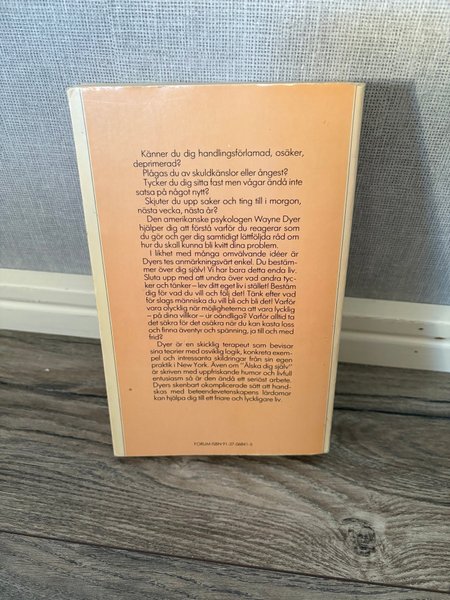 Känner du dig handlingsförlamad, osäker,
deprimerad?
Plågas du av skuldkänslor eller ångest?
Tycker du dig sitta fast men vågar ändå inte
satsa på något nytt?
Skjuter du upp saker och ting till i morgon,
nästa vecka, nästa år?
Den amerikanske psykologen Wayne Dyer
hjälper dig att förstå varför du reagerar som
du gör och ger dig samtidigt lättföljda råd om
hur du skall kunna bli kvitt dina problem.
I likhet med många omvälvande idéer är
Dyers tes anmärkningsvärt enkel. Du bestäm-
mer över dig själv! Vi har bara detta enda liv.
Sluta upp med att undra över vad andra tyc-
ker och tänker – lev ditt eget liv i stället! Bestäm
dig för vad du vill och följ det! Tänk efter vad
för slags människa du vill bli och bli det! Varför
vara olycklig när möjligheterna att vara lycklig
– på dina villkor – är oändliga? Varför alltid ta
det säkra för det osäkra när du kan kasta loss
och finna äventyr och spänning, ja till och med
frid?
Dyer är en skicklig terapeut som bevisar
sina teorier med osviklig logik, konkreta exem-
pel och intressanta skildringar från sin egen
praktik i New York. Även om "Älska dig själv"
är skriven med uppfriskande humor och livfull
entusiasm så är den ändå ett seriöst arbete.
Dyers skenbart okomplicerade sätt att hand-
skas med beteendevetenskapens lärdomar
kan hjälpa dig till ett friare och lyckligare liv.
FORUM-ISBN 91-37-06841-6